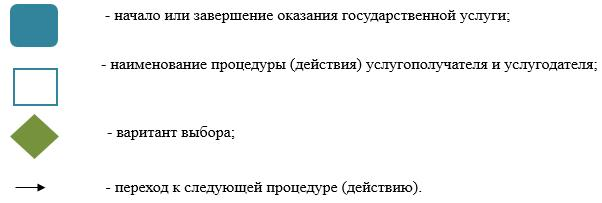 - начало или завершение оказания государственной услуги;
- наименование процедуры (действия) услугополучателя и услугодателя;
- варитант выбора;
- переход к следующей процедуре (действию).